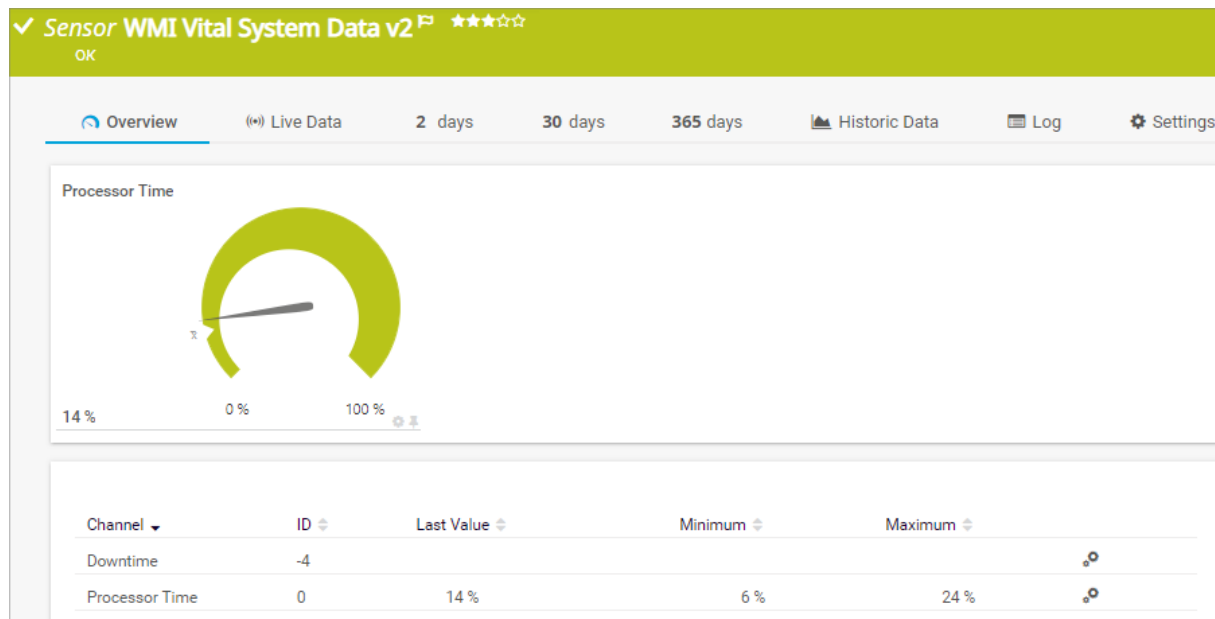 Sensor WMI Vital System Data v2
OK
Overview
Live Data
2 days
30 days
365 days
Historic Data
Log
Settings
Processor Time
14 %
0 %
100 %
Channel ID Last Value Minimum Maximum
Downtime -4
Processor Time 0 14 % 6 % 24 %